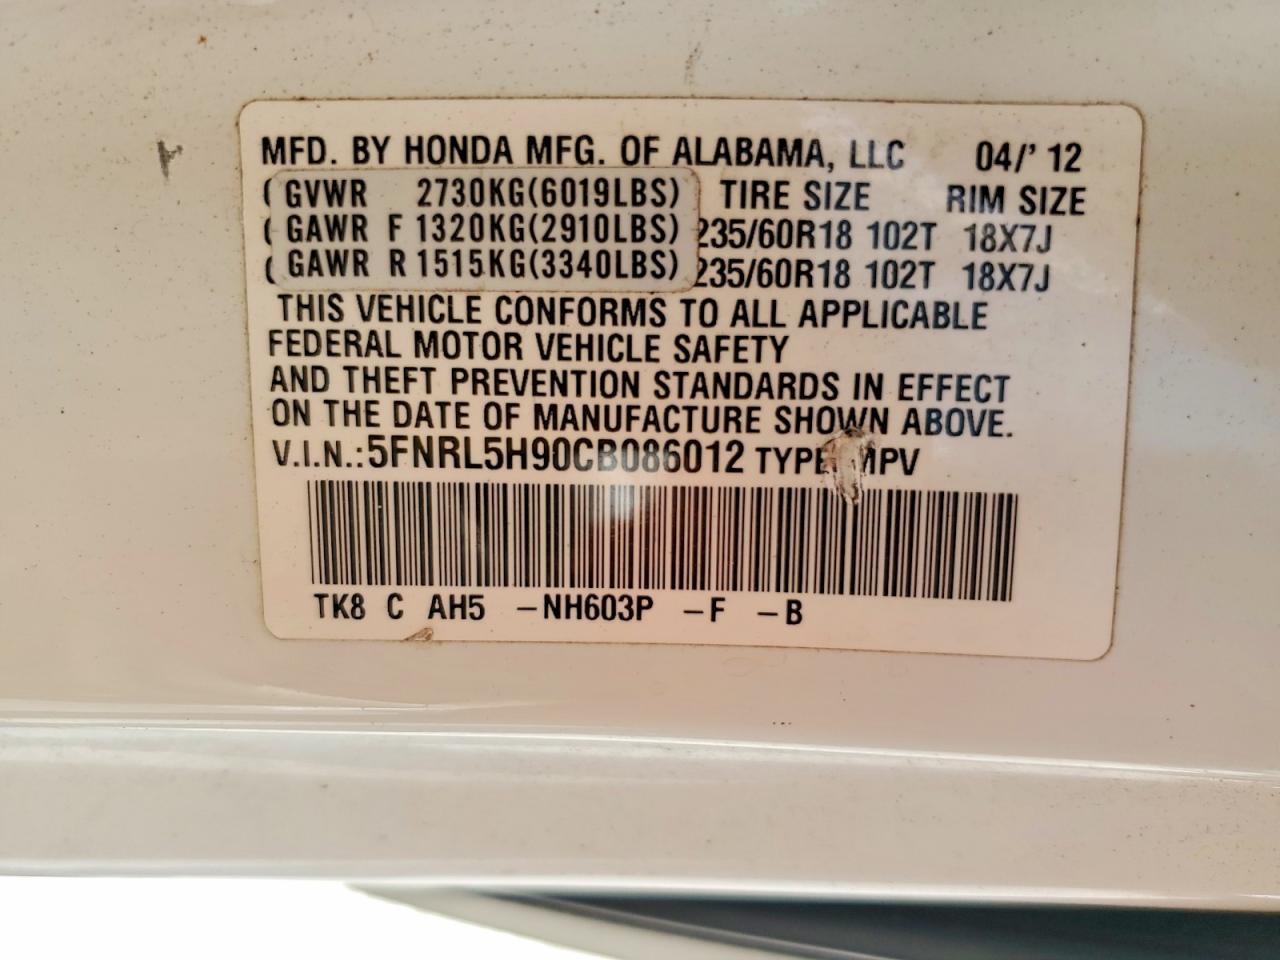 MFD. BY HONDA MFG. OF ALABAMA, LLC 04/' 12
( GVWR 2730KG(6019LBS) TIRE SIZE RIM SIZE
( GAWR F 1320KG(2910LBS) 235/60R18 102T 18X7J
( GAWR R 1515KG(3340LBS) 235/60R18 102T 18X7J
THIS VEHICLE CONFORMS TO ALL APPLICABLE
FEDERAL MOTOR VEHICLE SAFETY
AND THEFT PREVENTION STANDARDS IN EFFECT
ON THE DATE OF MANUFACTURE SHOWN ABOVE.
V.I.N.:5FNRL5H90CB086012 TYPE MPV
TK8 C AH5 –NH603P –F –B